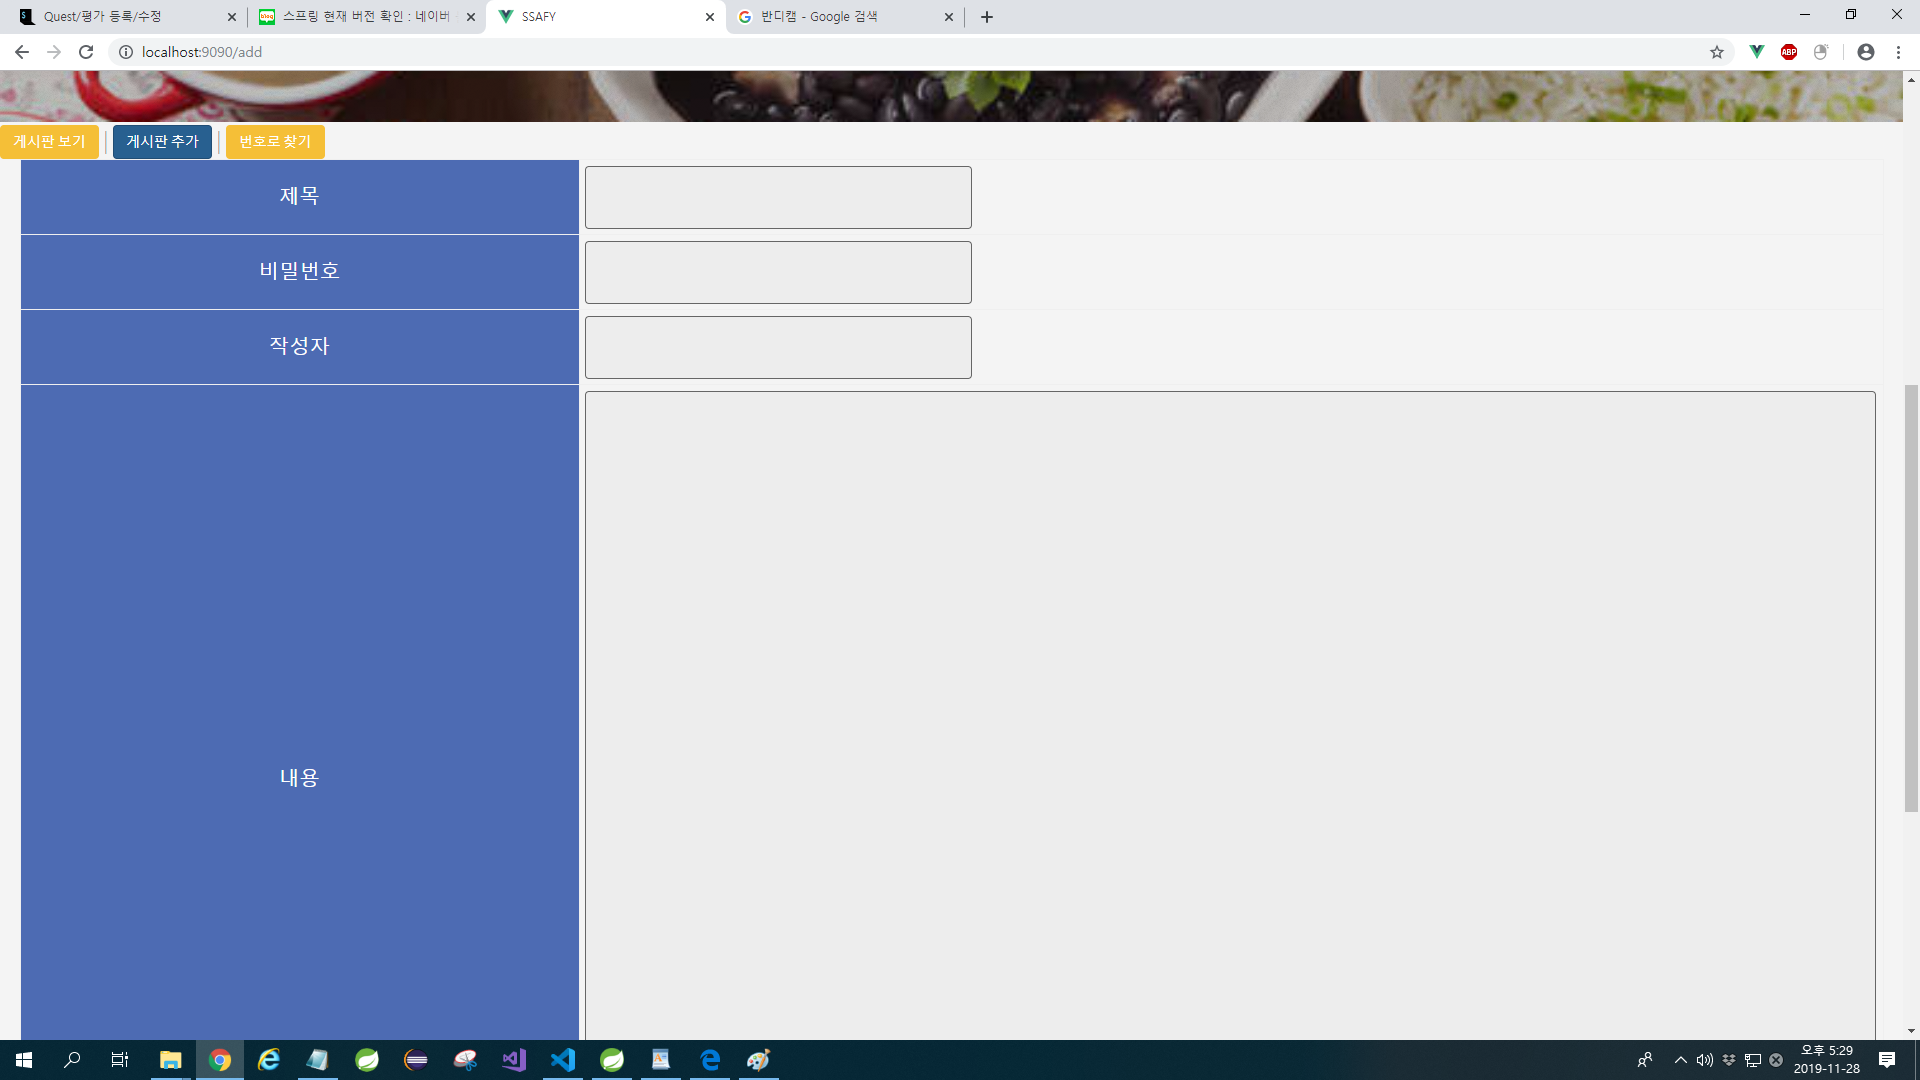 Quest/평가 등록/수정
스프링 현재 버전 확인 : 네이버
SSAFY
반디캠 - Google 검색
localhost:9090/add
ABP
게시판 보기
게시판 추가
번호로 찾기
제목
비밀번호
작성자
내용
오후 5:29
2019-11-28